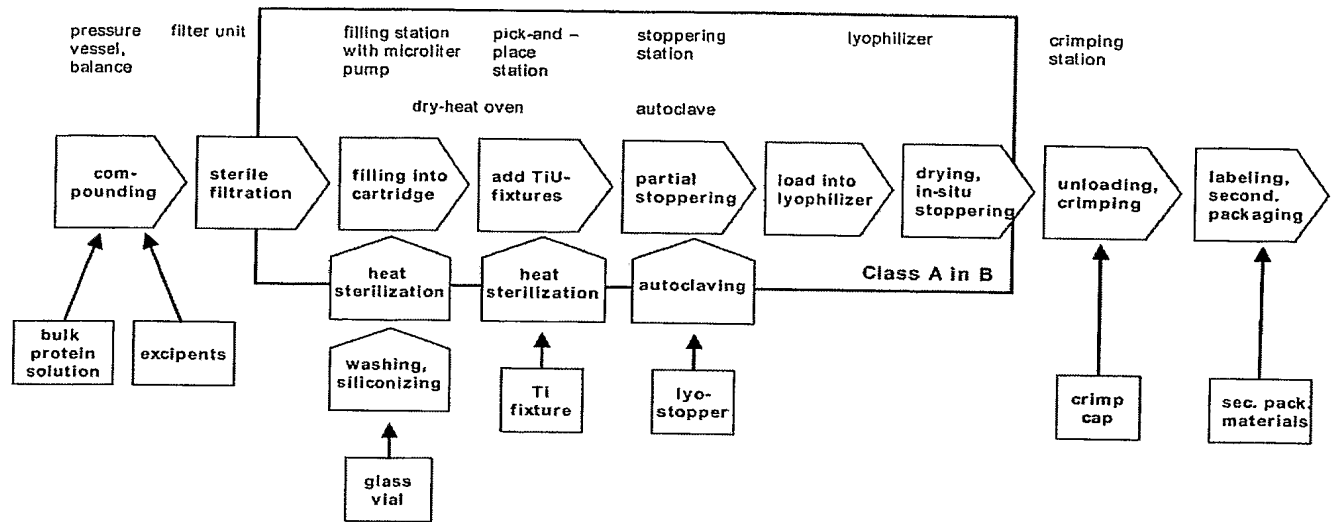 pressure
vessel,
balance
filter unit
filling station
with microliter
pump
pick-and –
place
station
stoppering
station
lyophilizer
crimping
station
dry-heat oven
autoclave
com-
pounding
sterile
filtration
filling into
cartridge
add TiU-
fixtures
partial
stoppering
load into
lyophilizer
drying,
in-situ
stoppering
unloading,
crimping
labeling,
second.
packaging
heat
sterilization
heat
sterilization
autoclaving
Class A in B
bulk
protein
solution
excipents
washing,
siliconizing
Ti
fixture
lyo-
stopper
crimp
cap
sec. pack.
materials
glass
vial